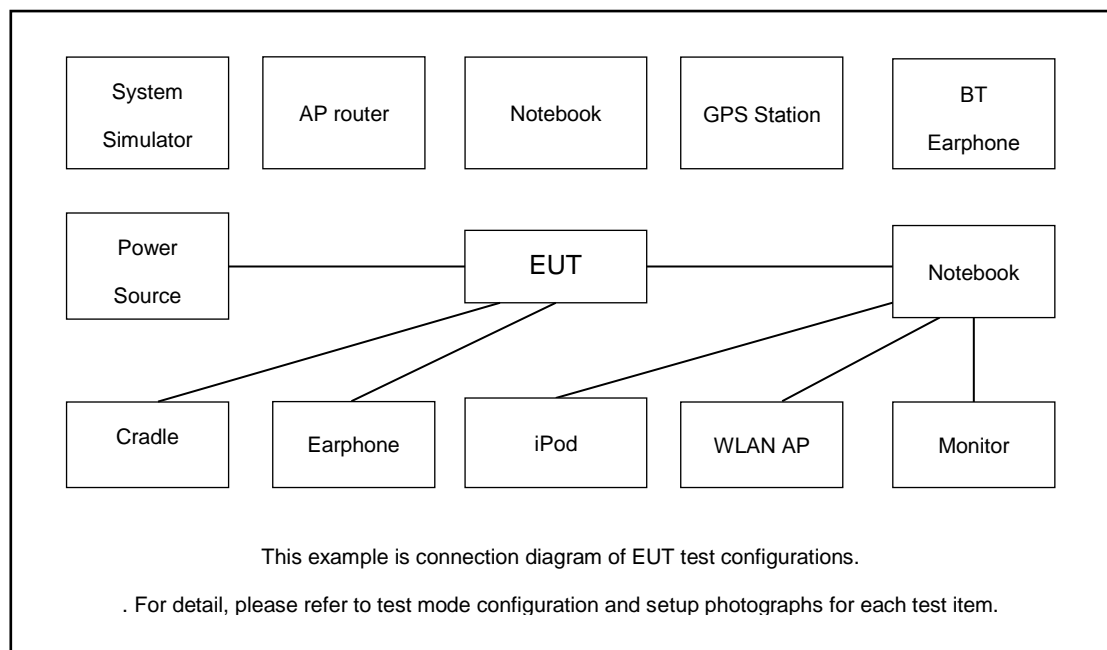 System
Simulator
AP router
Notebook
GPS Station
BT
Earphone
Power
Source
EUT
Notebook
Cradle
Earphone
iPod
WLAN AP
Monitor
This example is connection diagram of EUT test configurations.
. For detail, please refer to test mode configuration and setup photographs for each test item.